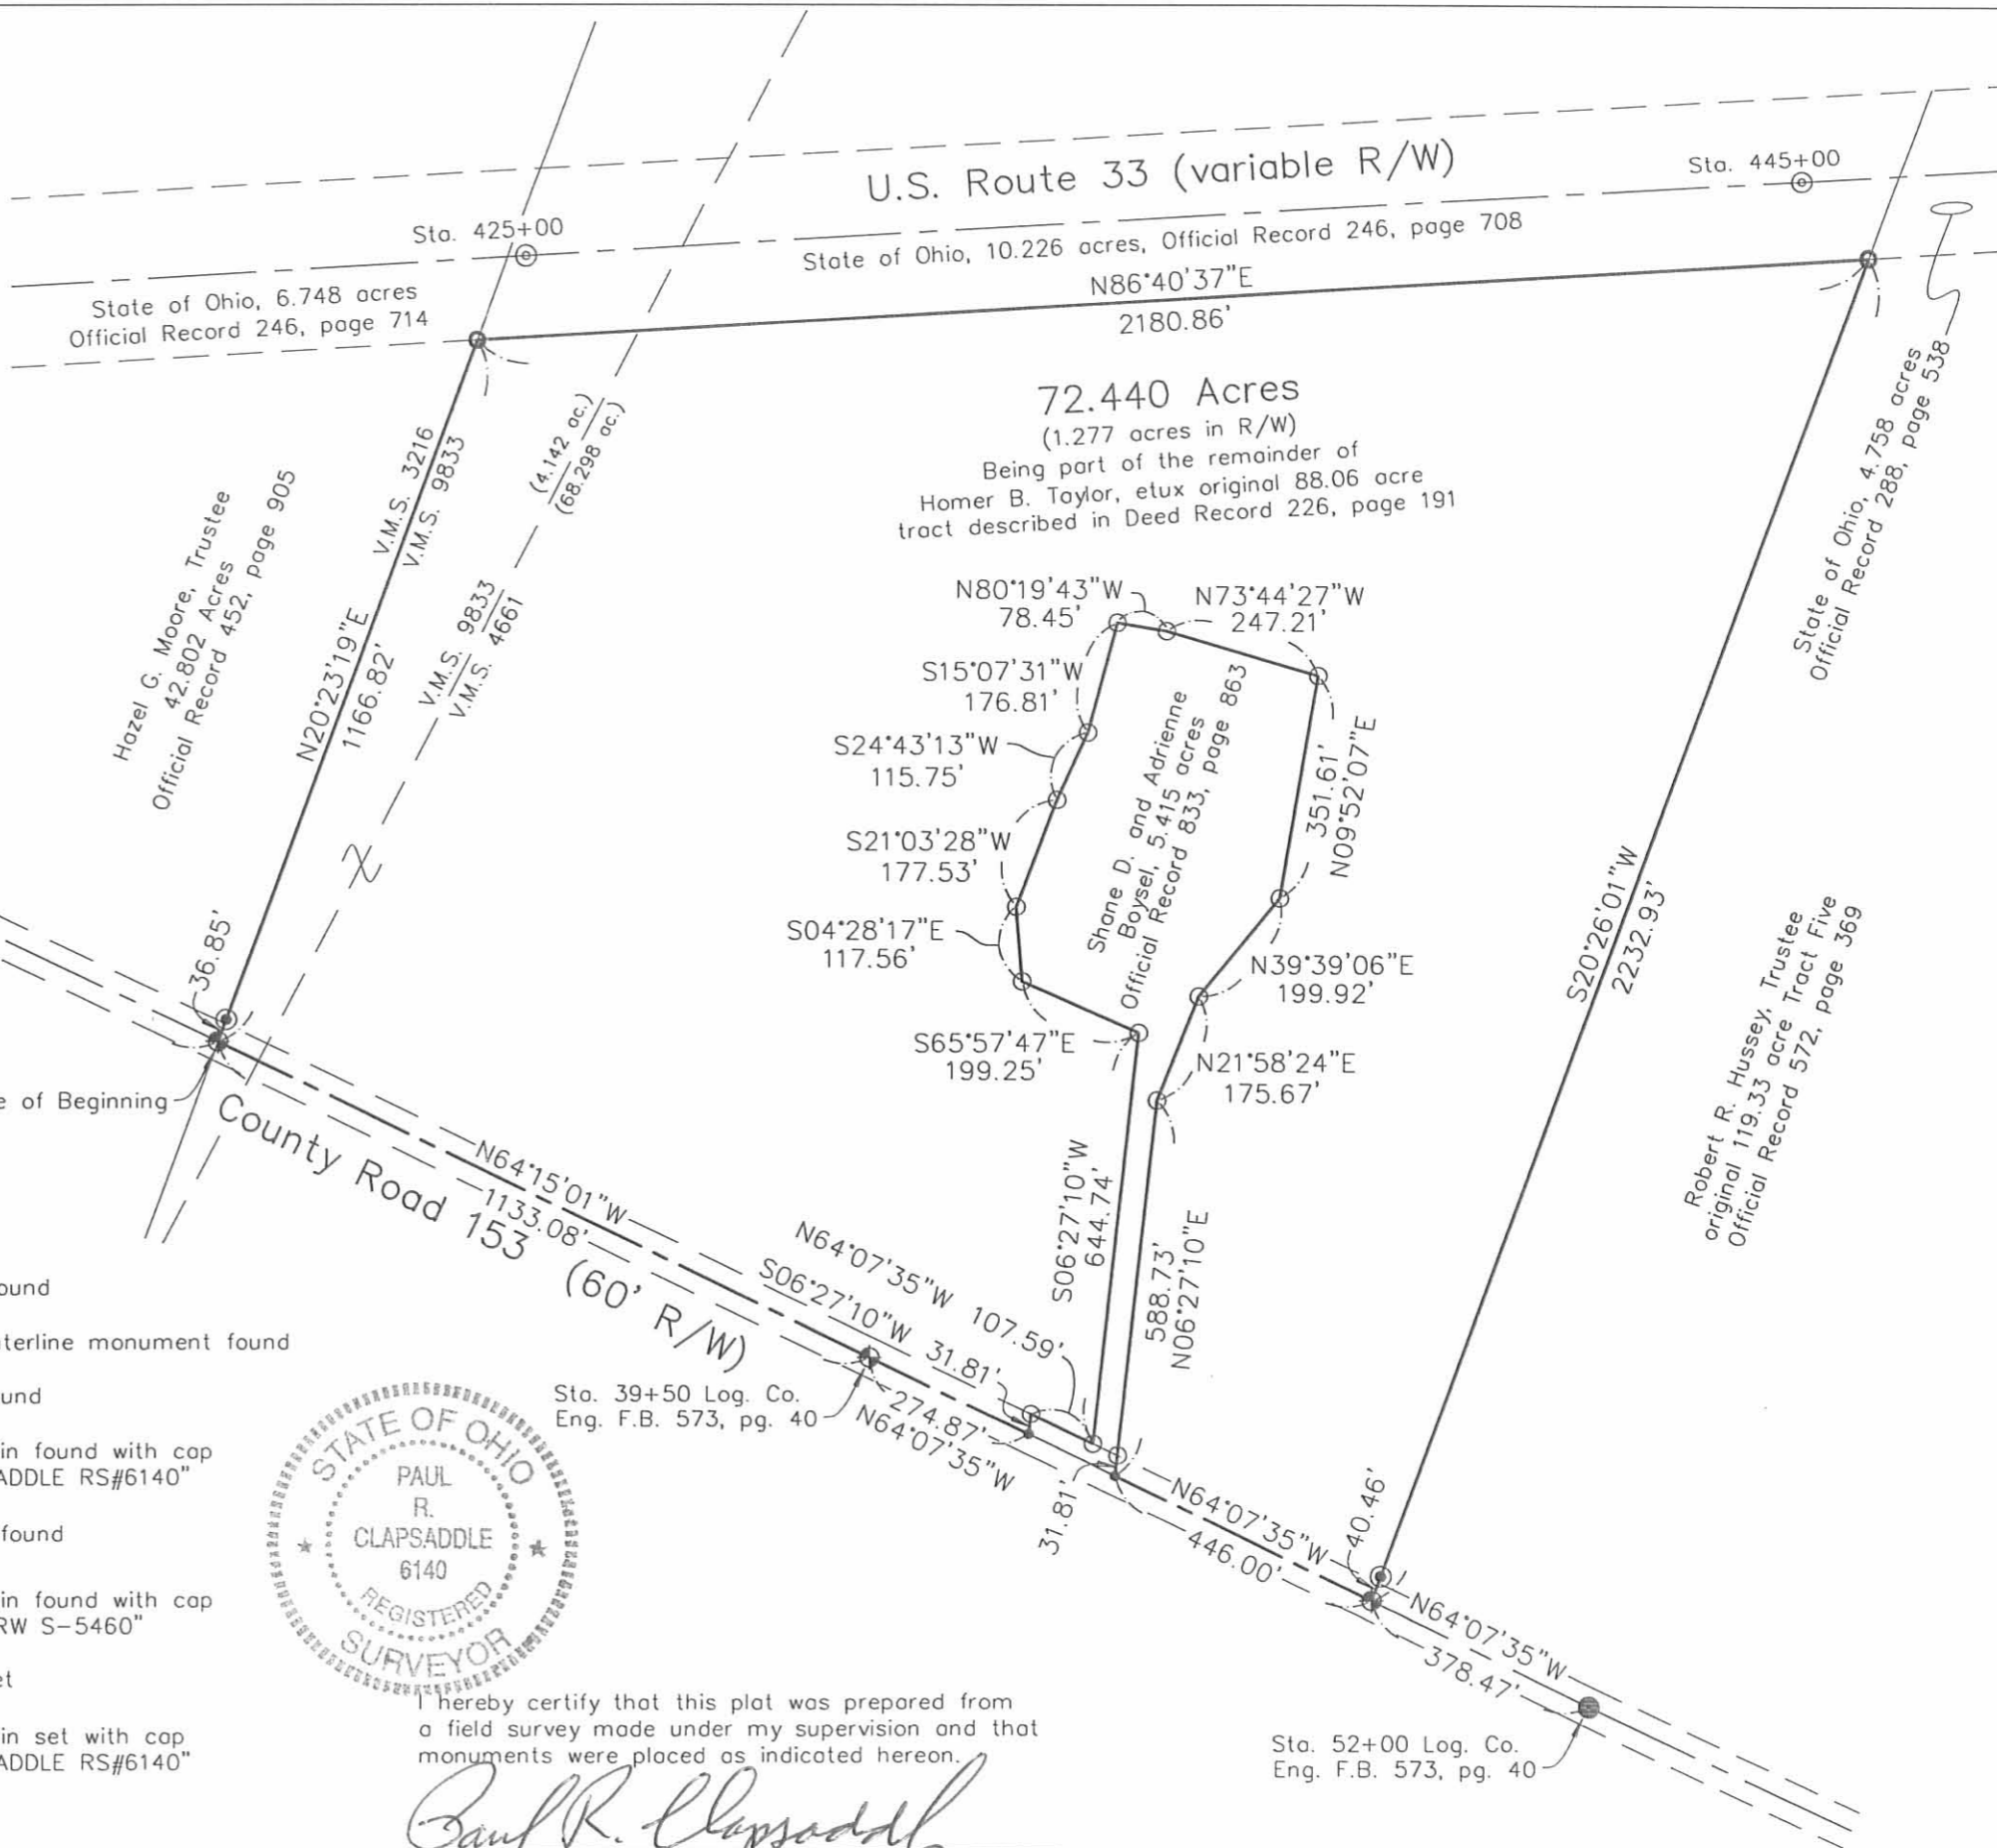 U.S. Route 33 (variable R/W)
Sta. 425+00
Sta. 445+00
State of Ohio, 6.748 acres
Official Record 246, page 714
State of Ohio, 10.226 acres, Official Record 246, page 708
N86°40'37"E
2180.86'
72.440 Acres
(1.277 acres in R/W)
Being part of the remainder of
Homer B. Taylor, etux original 88.06 acre
tract described in Deed Record 226, page 191
State of Ohio, 4.758 acres
Official Record 288, page 538
Hazel G. Moore, Trustee
42.802 Acres
Official Record 452, page 905
V.M.S. 3216
V.M.S. 9833
(4.142 ac.)
(68.298 ac.)
N20°23'19"E
1166.82'
V.M.S. 9833
V.M.S. 4661
N80°19'43"W
78.45'
N73°44'27"W
247.21'
S15°07'31"W
176.81'
S24°43'13"W
115.75'
S21°03'28"W
177.53'
S04°28'17"E
117.56'
S65°57'47"E
199.25'
Shane D. and Adrienne
Boysel, 5.415 acres
Official Record 833, page 863
351.61'
N09°52'07"E
N39°39'06"E
199.92'
N21°58'24"E
175.67'
S20°26'01"W
2232.93'
Robert R. Hussey, Trustee
original 119.33 acre Tract Five
Official Record 572, page 369
36.85'
e of Beginning
County Road 153 (60' R/W)
N64°15'01"W
1133.08'
S06°27'10"W
644.74'
588.73'
N06°27'10"E
N64°07'35"W 107.59'
S06°27'10"W 31.81'
Sta. 39+50 Log. Co.
Eng. F.B. 573, pg. 40
274.87'
N64°07'35"W
31.81'
N64°07'35"W
446.00'
40.46'
N64°07'35"W
378.47'
Sta. 52+00 Log. Co.
Eng. F.B. 573, pg. 40
ound
terline monument found
und
in found with cap
ADDLE RS#6140"
found
in found with cap
RW S-5460"
et
in set with cap
ADDLE RS#6140"
STATE OF OHIO
PAUL
R.
CLAPSADDLE
6140
REGISTERED
SURVEYOR
I hereby certify that this plat was prepared from
a field survey made under my supervision and that
monuments were placed as indicated hereon.
Paul R. Clapsaddle